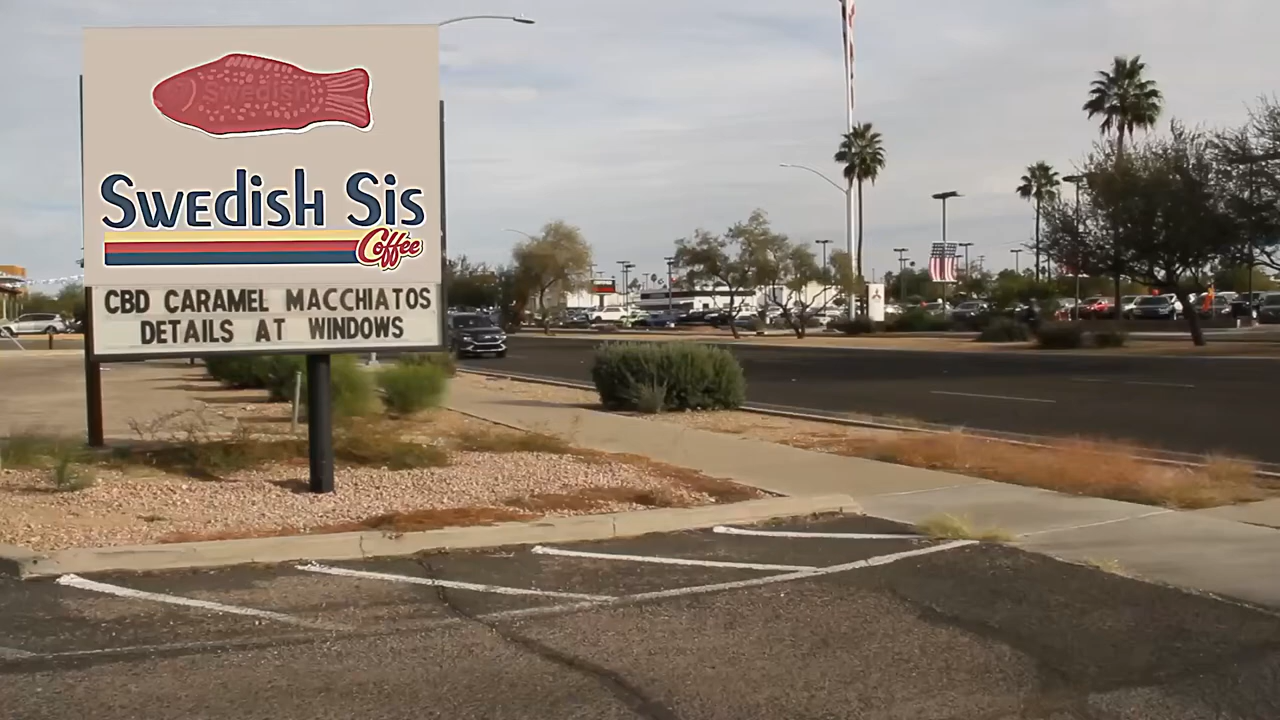 Swedish
Swedish Sis
Coffee
CBD CARAMEL MACCHIATOS
DETAILS AT WINDOWS